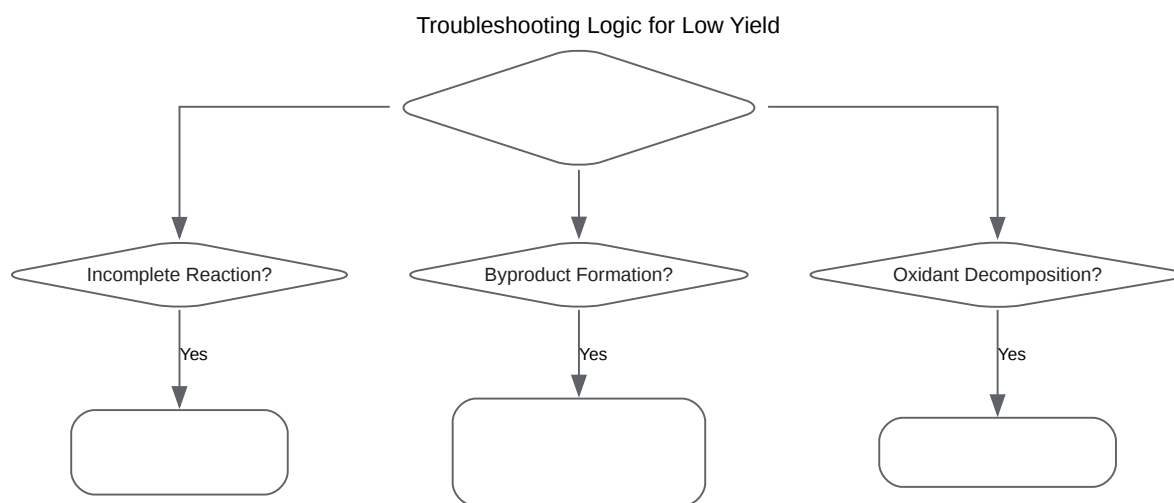 Troubleshooting Logic for Low Yield
Incomplete Reaction?
Byproduct Formation?
Oxidant Decomposition?
Yes
Yes
Yes